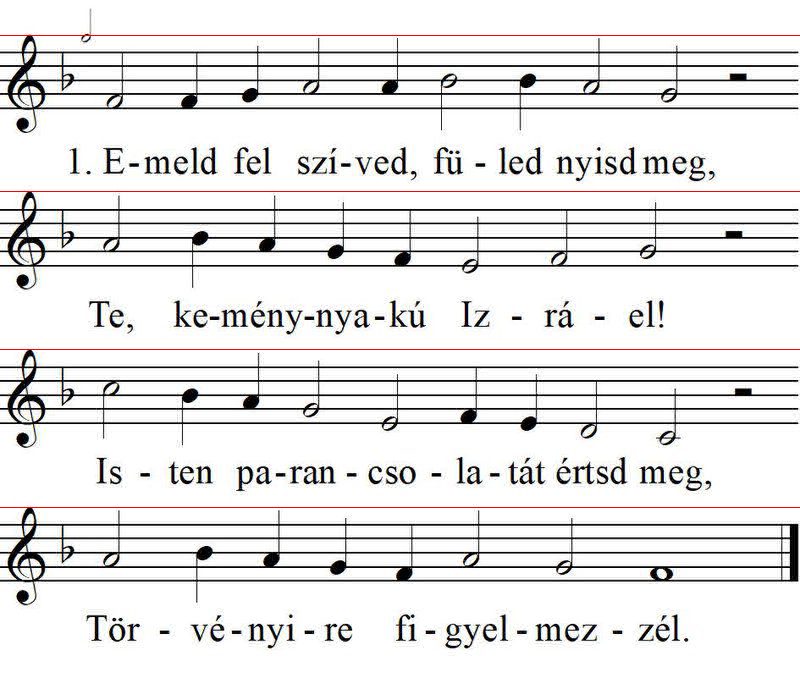 1. E-meld fel szí-ved, fü - led nyisd meg,
Te, ke-mény-nya-kú Iz - rá - el!
Is - ten pa-ran - cso - la-tát értsd meg,
Tör - vé-nyi-re fi-gyel-mez-zél.